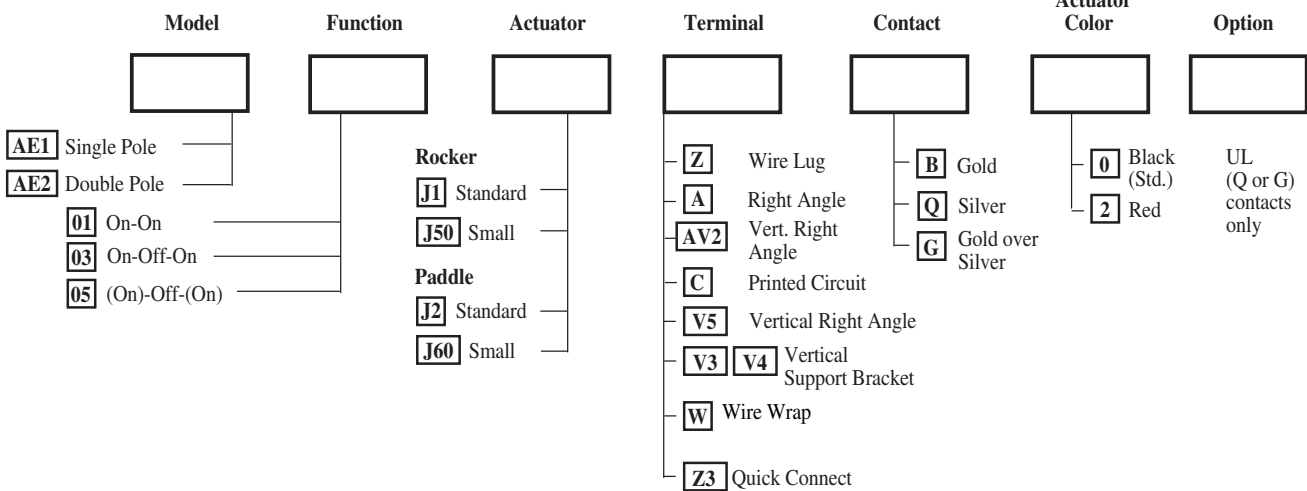 Model
Function
Actuator
Terminal
Contact
Actuator
Color
Option
AE1 Single Pole
AE2 Double Pole
01 On-On
03 On-Off-On
05 (On)-Off-(On)
Rocker
J1 Standard
J50 Small
Paddle
J2 Standard
J60 Small
Z Wire Lug
A Right Angle
AV2 Vert. Right
Angle
C Printed Circuit
V5 Vertical Right Angle
V3 V4 Vertical
Support Bracket
W Wire Wrap
Z3 Quick Connect
B Gold
Q Silver
G Gold over
Silver
0 Black
(Std.)
2 Red
UL
(Q or G)
contacts
only